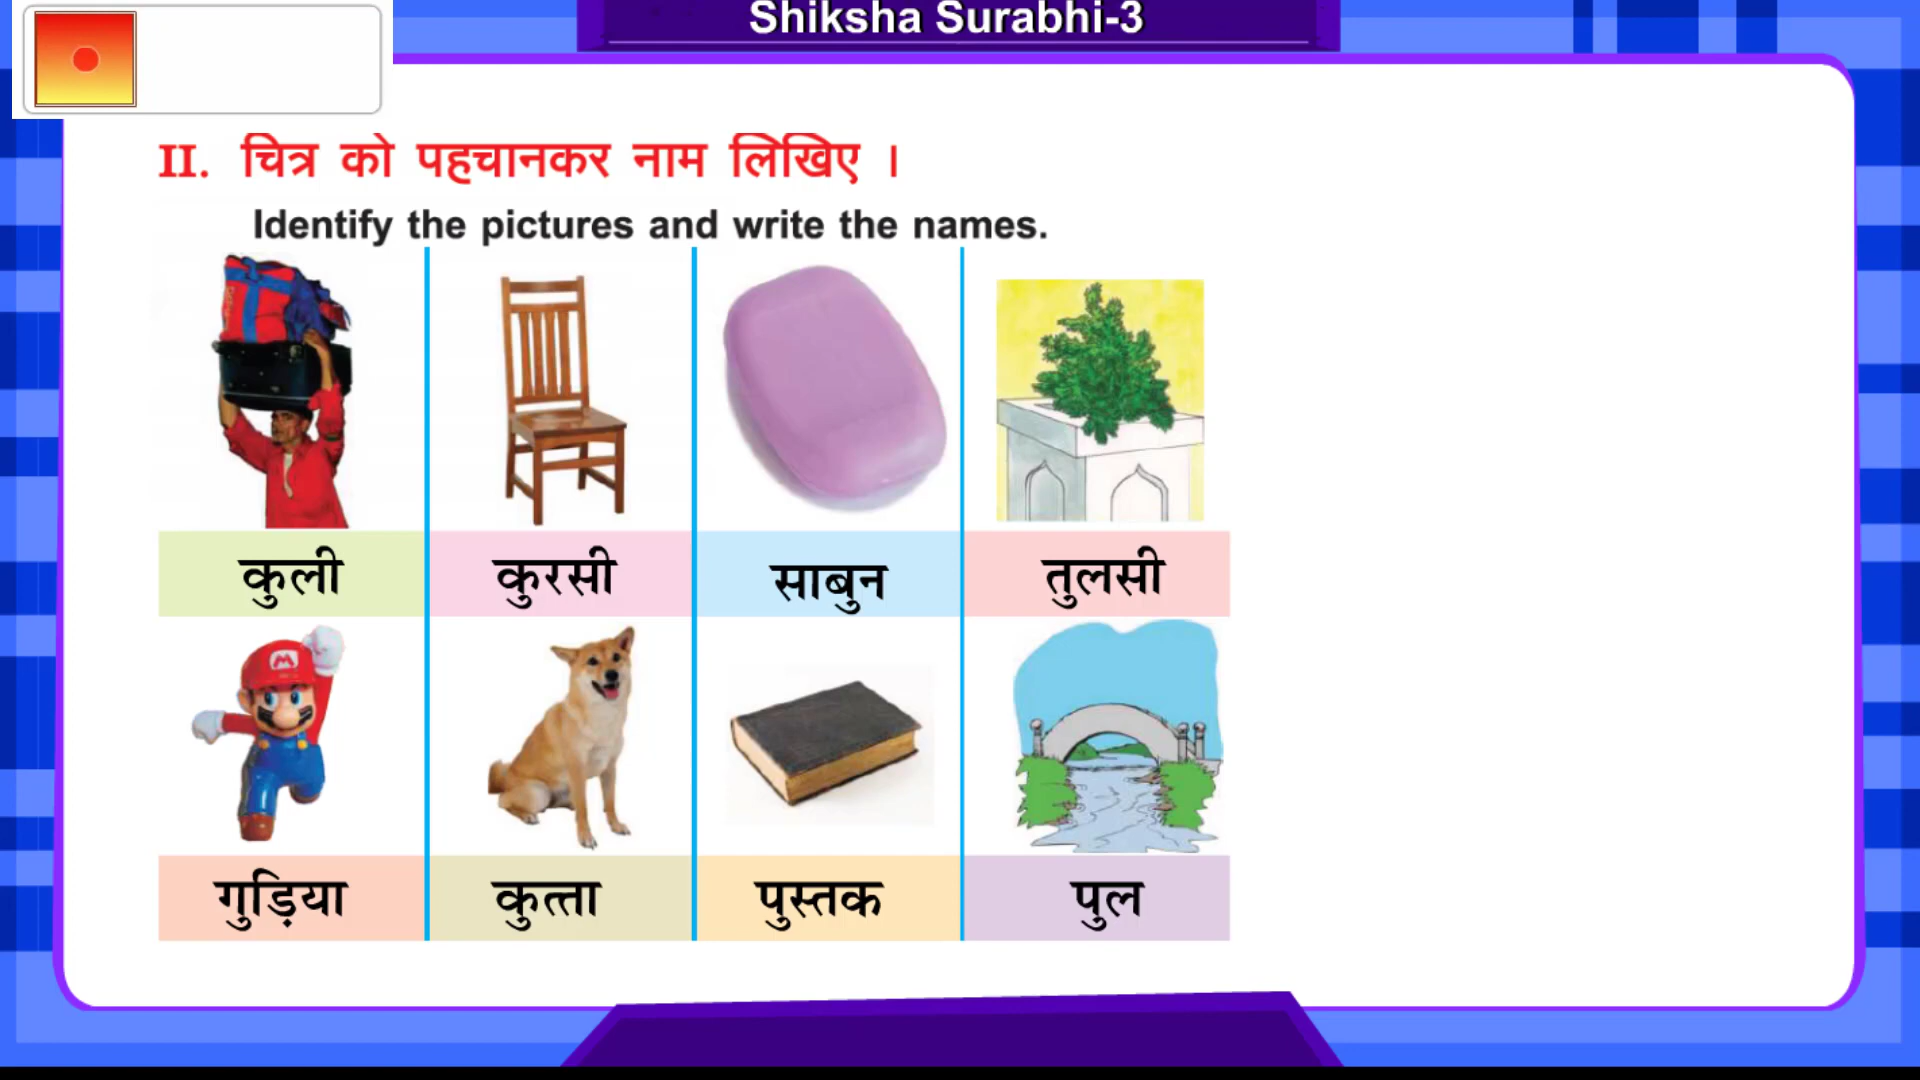 Shiksha Surabhi-3
II. चित्र को पहचानकर नाम लिखिए ।
Identify the pictures and write the names.
कुली कुरसी साबुन तुलसी
M
गुड़िया कुत्ता पुस्तक पुल